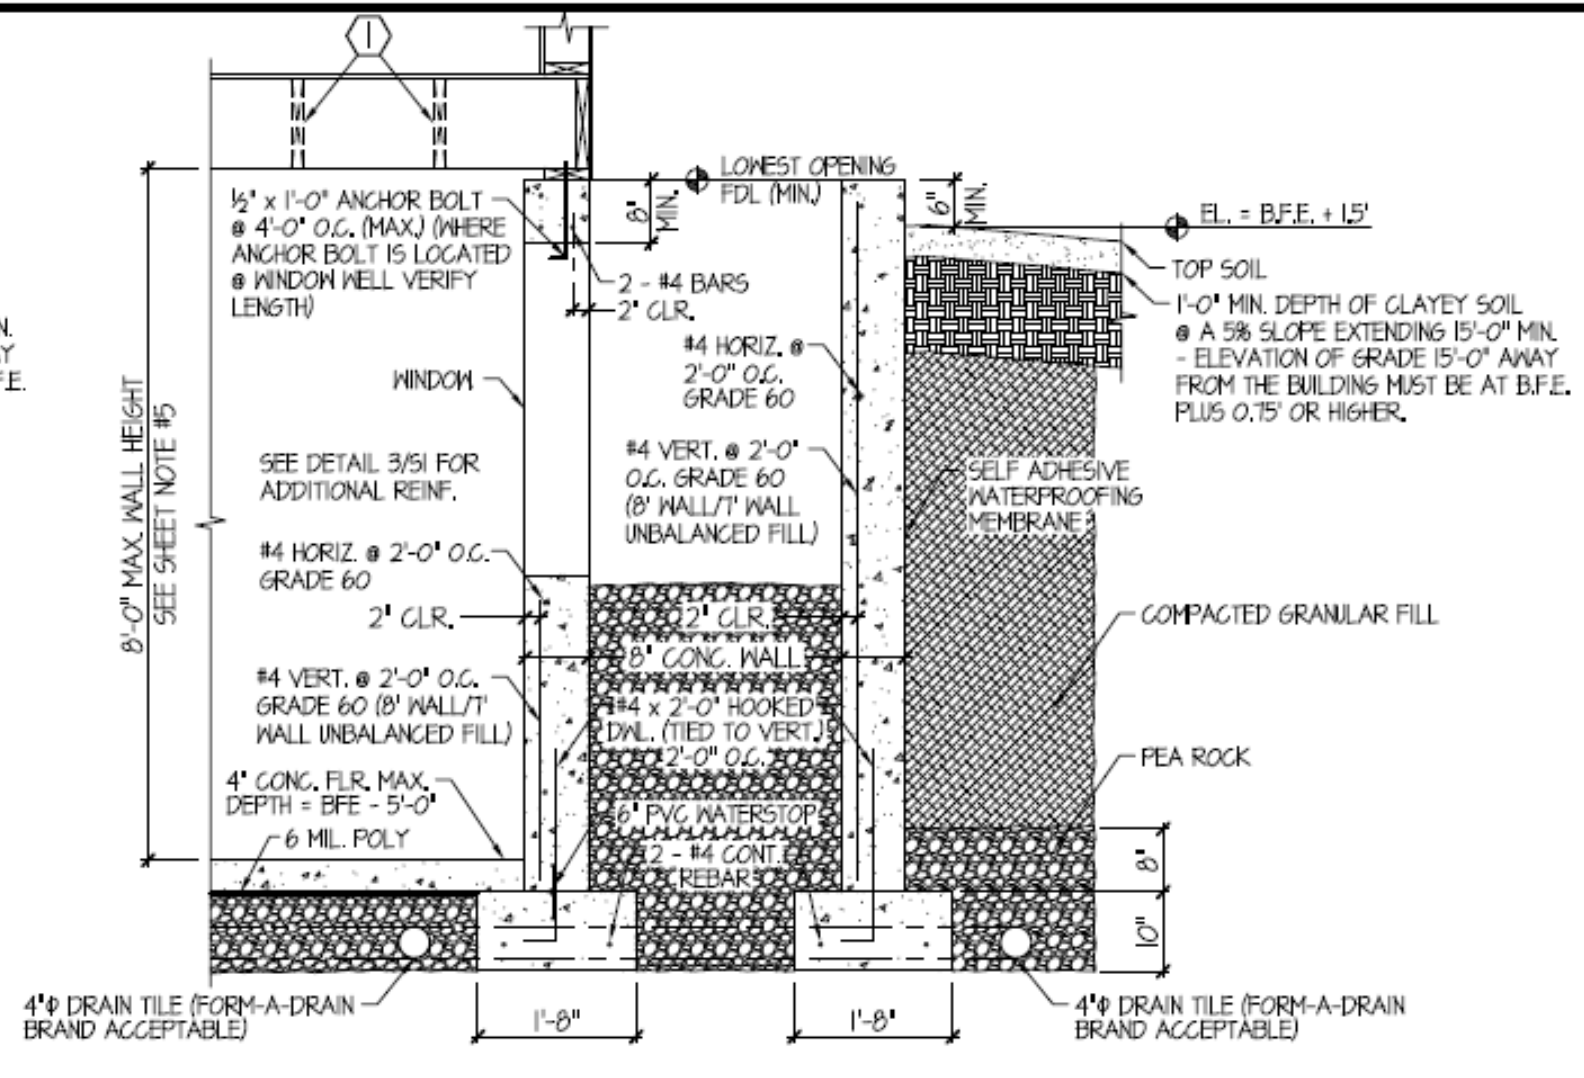 1
LOWEST OPENING
FDL (MIN.)
½" x 1'-0" ANCHOR BOLT
@ 4'-0" O.C. (MAX.) (WHERE
ANCHOR BOLT IS LOCATED
@ WINDOW WELL VERIFY
LENGTH)
8"
MIN.
6"
MIN.
EL. = B.F.E. + 1.5'
TOP SOIL
2 - #4 BARS
2" CLR.
1'-0" MIN. DEPTH OF CLAYEY SOIL
@ A 5% SLOPE EXTENDING 15'-0" MIN.
- ELEVATION OF GRADE 15'-0" AWAY
FROM THE BUILDING MUST BE AT B.F.E.
PLUS 0.75' OR HIGHER.
N.
Y
F.E.
#4 HORIZ. @
2'-0" O.C.
GRADE 60
WINDOW
8'-0" MAX. WALL HEIGHT
SEE SHEET NOTE #5
#4 VERT. @ 2'-0"
O.C. GRADE 60
(8' WALL/7' WALL
UNBALANCED FILL)
SEE DETAIL 3/S1 FOR
ADDITIONAL REINF.
SELF ADHESIVE
WATERPROOFING
MEMBRANE
#4 HORIZ. @ 2'-0" O.C.
GRADE 60
2" CLR.
2" CLR.
COMPACTED GRANULAR FILL
8" CONC. WALL
#4 VERT. @ 2'-0" O.C.
GRADE 60 (8' WALL/7'
WALL UNBALANCED FILL)
#4 x 2'-0" HOOKED
DWL. (TIED TO VERT.)
2'-0" O.C.
PEA ROCK
4" CONC. FLR. MAX.
DEPTH = BFE - 5'-0"
6" PVC WATERSTOP
6 MIL. POLY
2 - #4 CONT.
REBAR
8"
10"
4"ϕ DRAIN TILE (FORM-A-DRAIN
BRAND ACCEPTABLE)
1'-8"
1'-8"
4"ϕ DRAIN TILE (FORM-A-DRAIN
BRAND ACCEPTABLE)